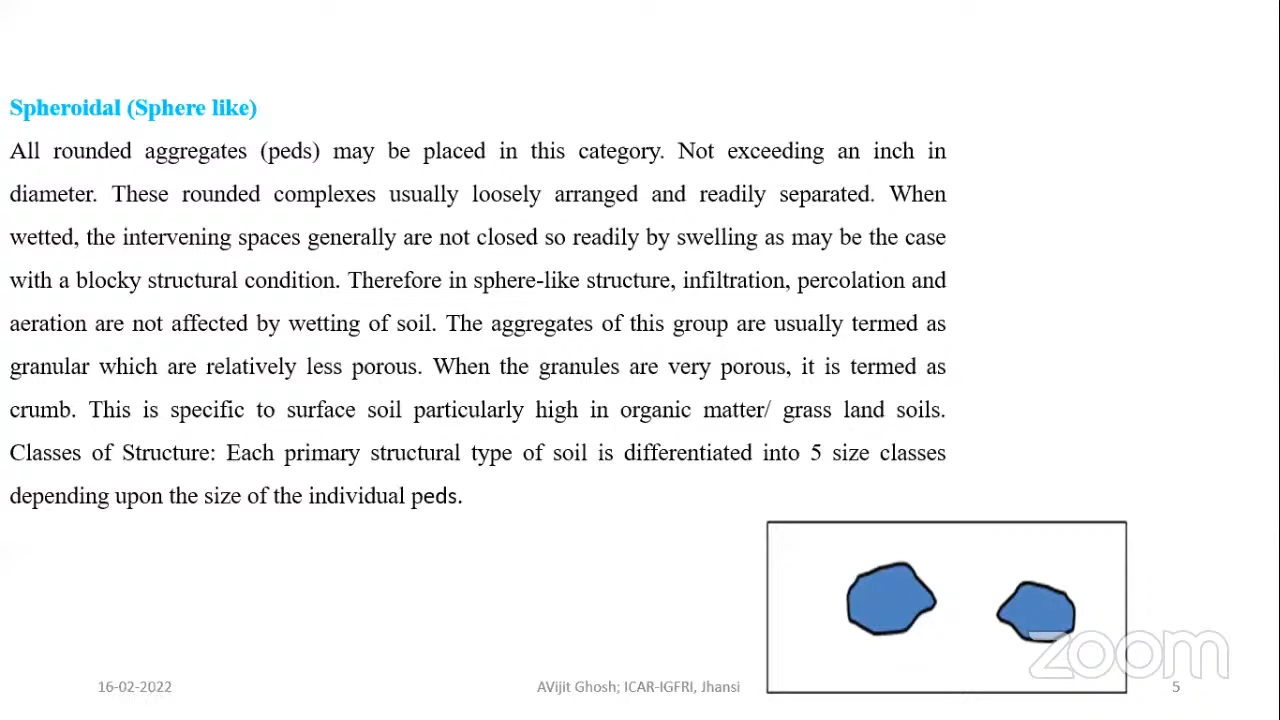 Spheroidal (Sphere like)
All rounded aggregates (peds) may be placed in this category. Not exceeding an inch in
diameter. These rounded complexes usually loosely arranged and readily separated. When
wetted, the intervening spaces generally are not closed so readily by swelling as may be the case
with a blocky structural condition. Therefore in sphere-like structure, infiltration, percolation and
aeration are not affected by wetting of soil. The aggregates of this group are usually termed as
granular which are relatively less porous. When the granules are very porous, it is termed as
crumb. This is specific to surface soil particularly high in organic matter/ grass land soils.
Classes of Structure: Each primary structural type of soil is differentiated into 5 size classes
depending upon the size of the individual peds.
zoom
16-02-2022
AVijit Ghosh; ICAR-IGFRI, Jhansi
5